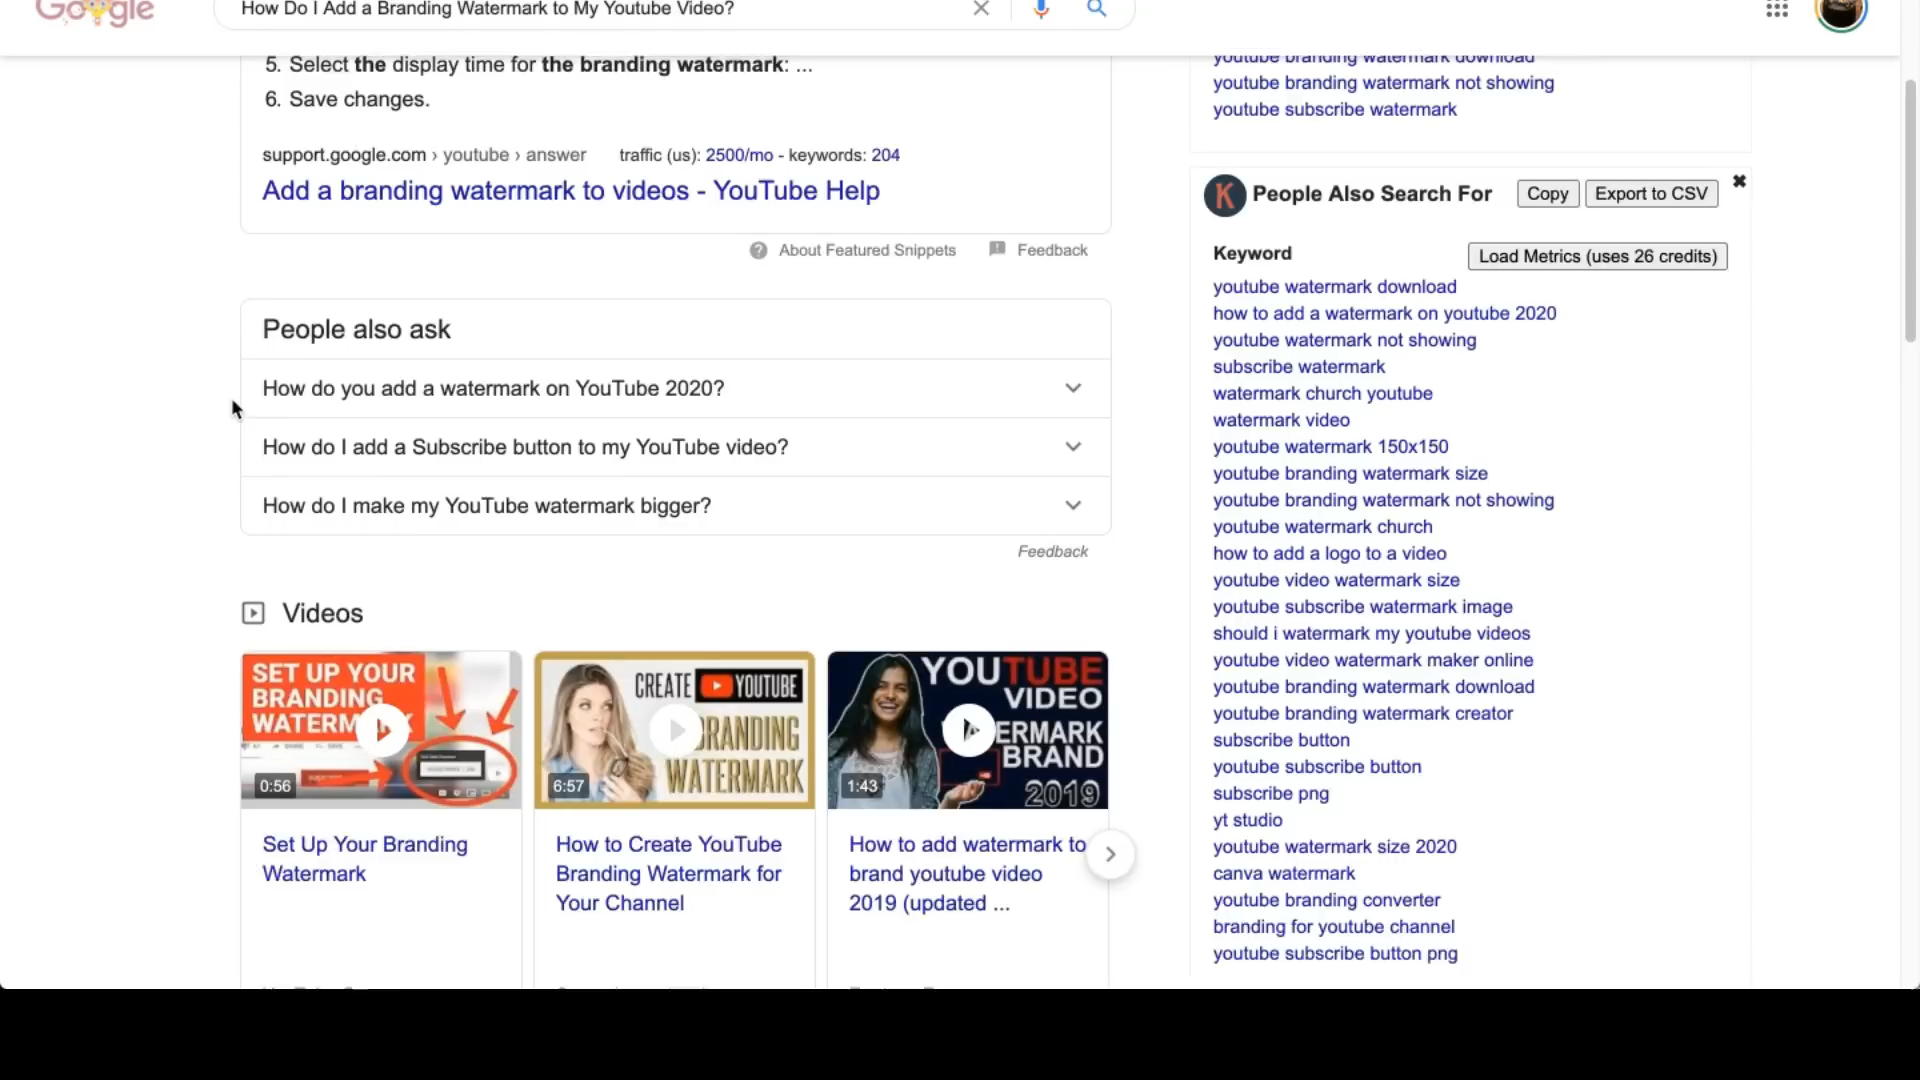 Google
How Do I Add a Branding Watermark to My Youtube Video?
5. Select the display time for the branding watermark: ...
6. Save changes.
support.google.com › youtube › answer traffic (us): 2500/mo - keywords: 204
Add a branding watermark to videos - YouTube Help
About Featured Snippets Feedback
People also ask
How do you add a watermark on YouTube 2020?
How do I add a Subscribe button to my YouTube video?
How do I make my YouTube watermark bigger?
Feedback
Videos
SET UP YOUR
BRANDING
0:56
CREATE YOUTUBE
BRANDING
WATERMARK
6:57
YOUTUBE
VIDEO
BRAND
2019
1:43
Set Up Your Branding
Watermark
How to Create YouTube
Branding Watermark for
Your Channel
How to add watermark to
brand youtube video
2019 (updated ...
youtube branding watermark download
youtube branding watermark not showing
youtube subscribe watermark
K People Also Search For Copy Export to CSV
Keyword Load Metrics (uses 26 credits)
youtube watermark download
how to add a watermark on youtube 2020
youtube watermark not showing
subscribe watermark
watermark church youtube
watermark video
youtube watermark 150x150
youtube branding watermark size
youtube branding watermark not showing
youtube watermark church
how to add a logo to a video
youtube video watermark size
youtube subscribe watermark image
should i watermark my youtube videos
youtube video watermark maker online
youtube branding watermark download
youtube branding watermark creator
subscribe button
youtube subscribe button
subscribe png
yt studio
youtube watermark size 2020
canva watermark
youtube branding converter
branding for youtube channel
youtube subscribe button png